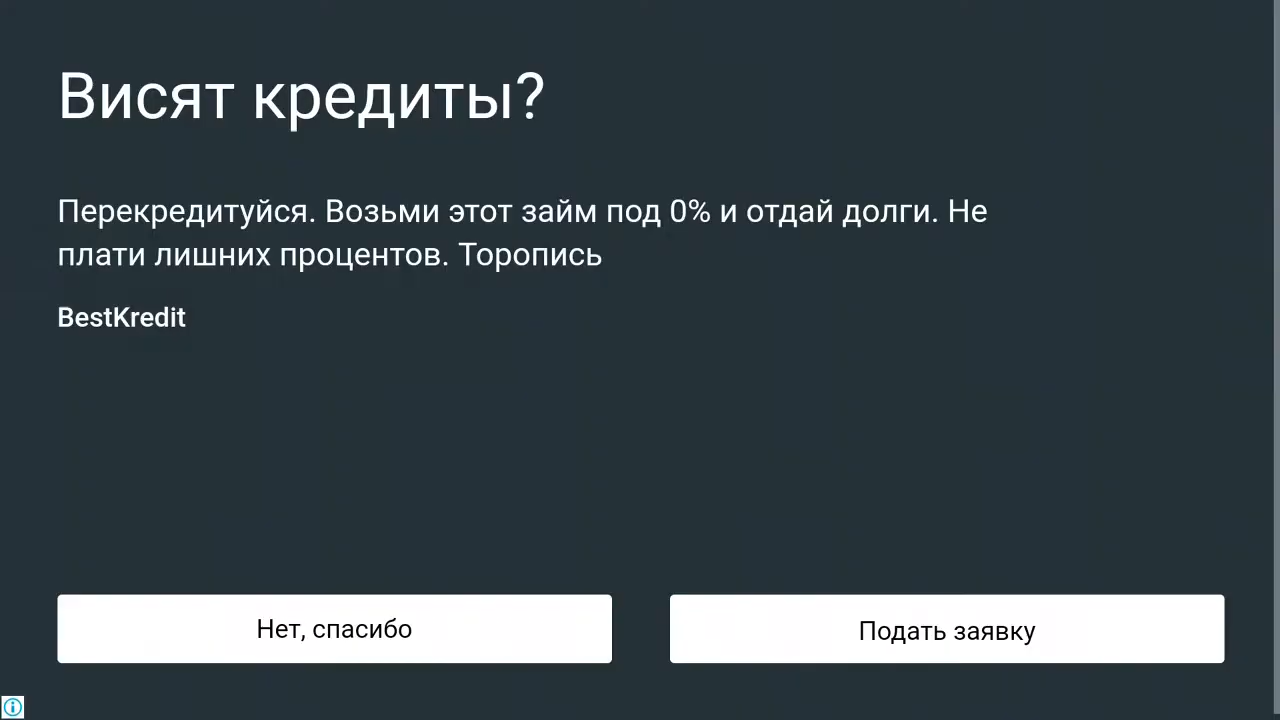 Висят кредиты?
Перекредитуйся. Возьми этот займ под 0% и отдай долги. Не
плати лишних процентов. Торопись
BestKredit
Нет, спасибо
Подать заявку